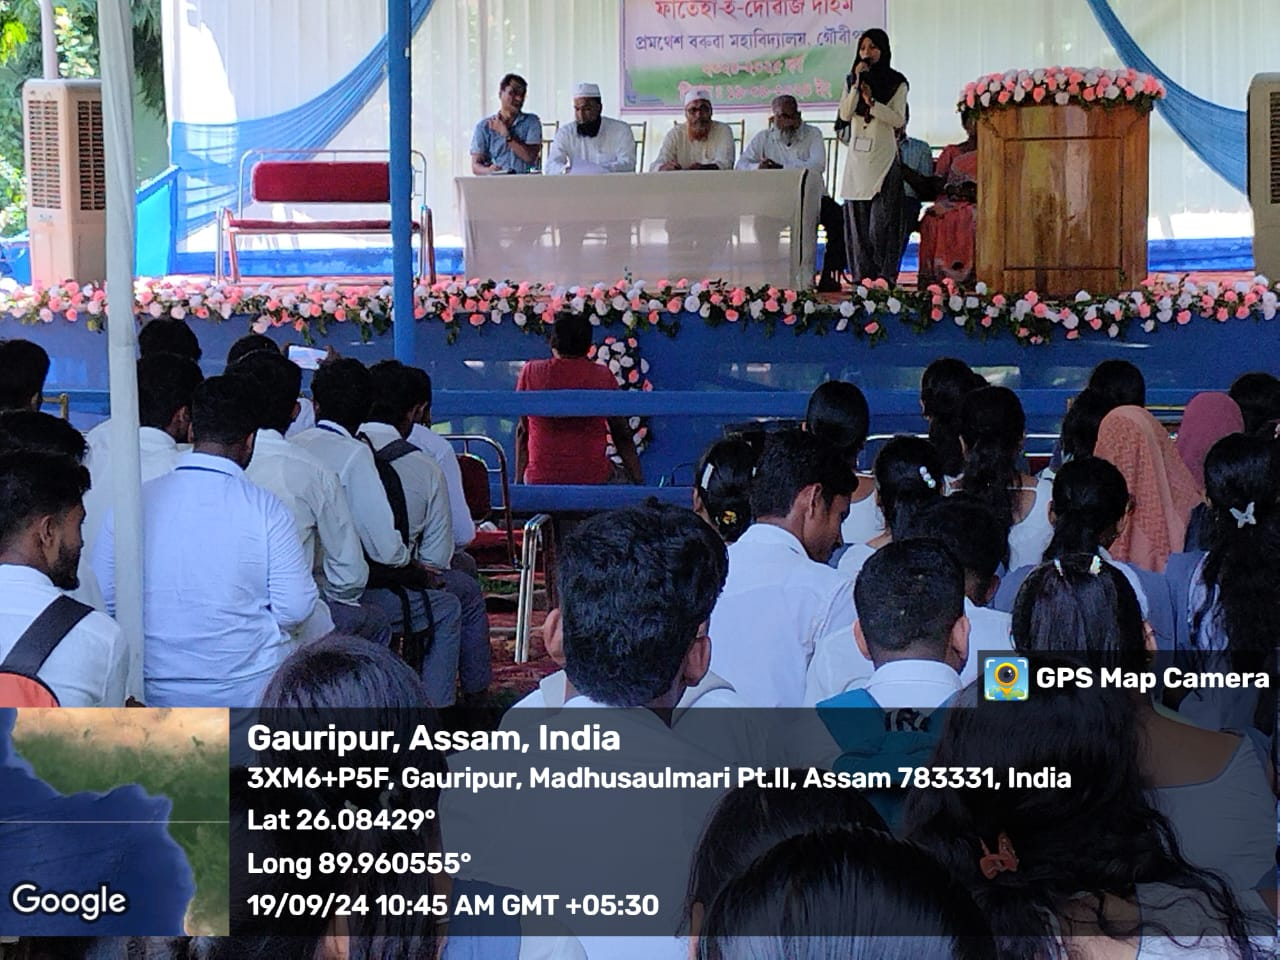 ফাতেহা-ই-দোৱাজ দাহম
প্ৰমথেশ বৰুৱা মহাবিদ্যালয়, গৌৰীপ
GPS Map Camera
Gauripur, Assam, India
3XM6+P5F, Gauripur, Madhusaulmari Pt.II, Assam 783331, India
Lat 26.08429°
Long 89.960555°
19/09/24 10:45 AM GMT +05:30
Google